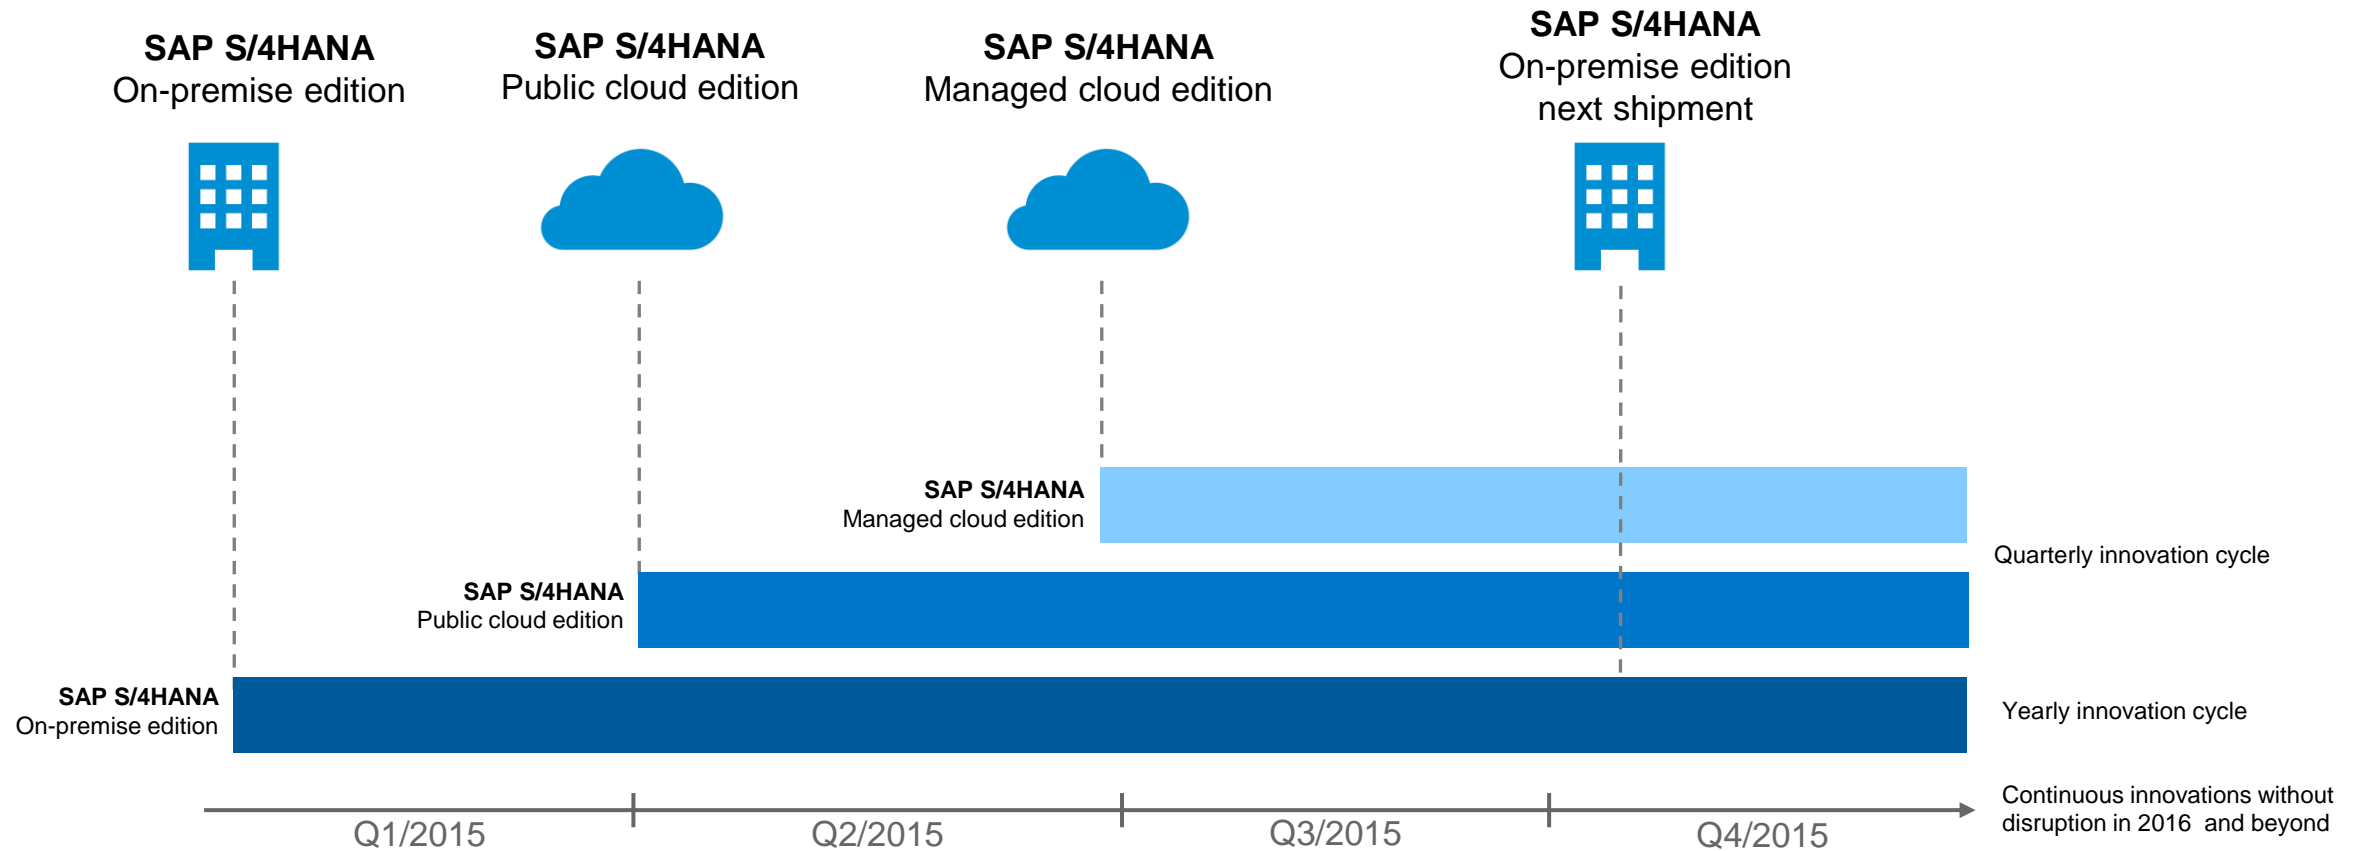 SAP S/4HANA
On-premise edition
SAP S/4HANA
Public cloud edition
SAP S/4HANA
Managed cloud edition
SAP S/4HANA
On-premise edition
next shipment
SAP S/4HANA
Managed cloud edition
Quarterly innovation cycle
SAP S/4HANA
Public cloud edition
SAP S/4HANA
On-premise edition
Yearly innovation cycle
Q1/2015
Q2/2015
Q3/2015
Q4/2015
Continuous innovations without
disruption in 2016 and beyond